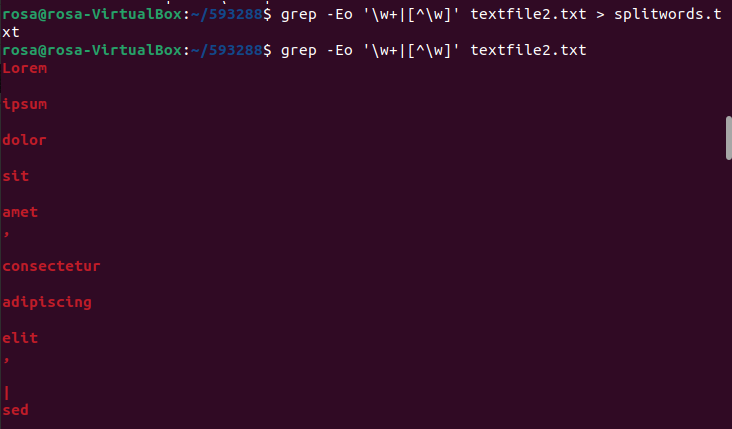 rosa@rosa-VirtualBox:~/593288$ grep -Eo '\w+|[^\w]' textfile2.txt > splitwords.t
xt
rosa@rosa-VirtualBox:~/593288$ grep -Eo '\w+|[^\w]' textfile2.txt
Lorem
ipsum
dolor
sit
amet
,
consectetur
adipiscing
elit
,
|
sed